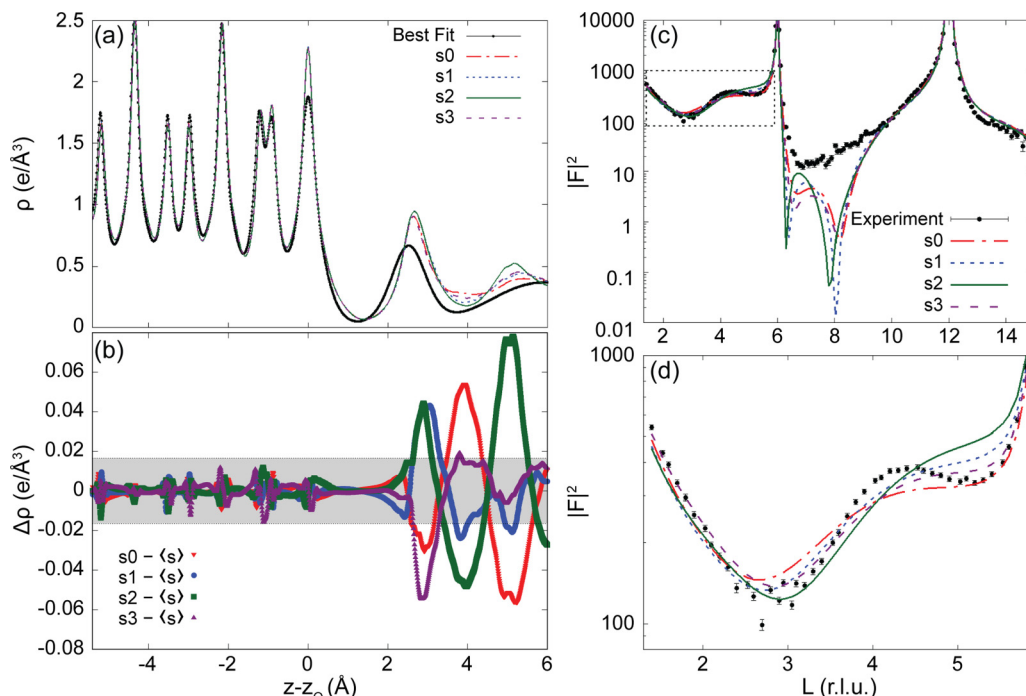 (a)
2.5
2
1.5
1
0.5
0
ρ (e/Å³)
Best Fit
s0
s1
s2
s3
(b)
0.06
0.04
0.02
0
-0.02
-0.04
-0.06
-0.08
Δρ (e/Å³)
s0 – ⟨s⟩
s1 – ⟨s⟩
s2 – ⟨s⟩
s3 – ⟨s⟩
-4 -2 0 2 4 6
z-z₀ (Å)
(c)
10000
1000
100
10
1
0.1
0.01
|F|²
Experiment
s0
s1
s2
s3
2 4 6 8 10 12 14
(d)
1000
100
|F|²
2 3 4 5
L (r.l.u.)